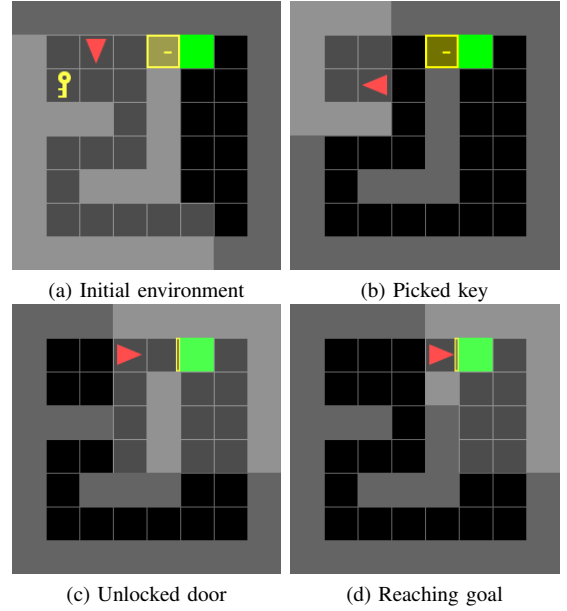 (a) Initial environment
(b) Picked key
(c) Unlocked door
(d) Reaching goal